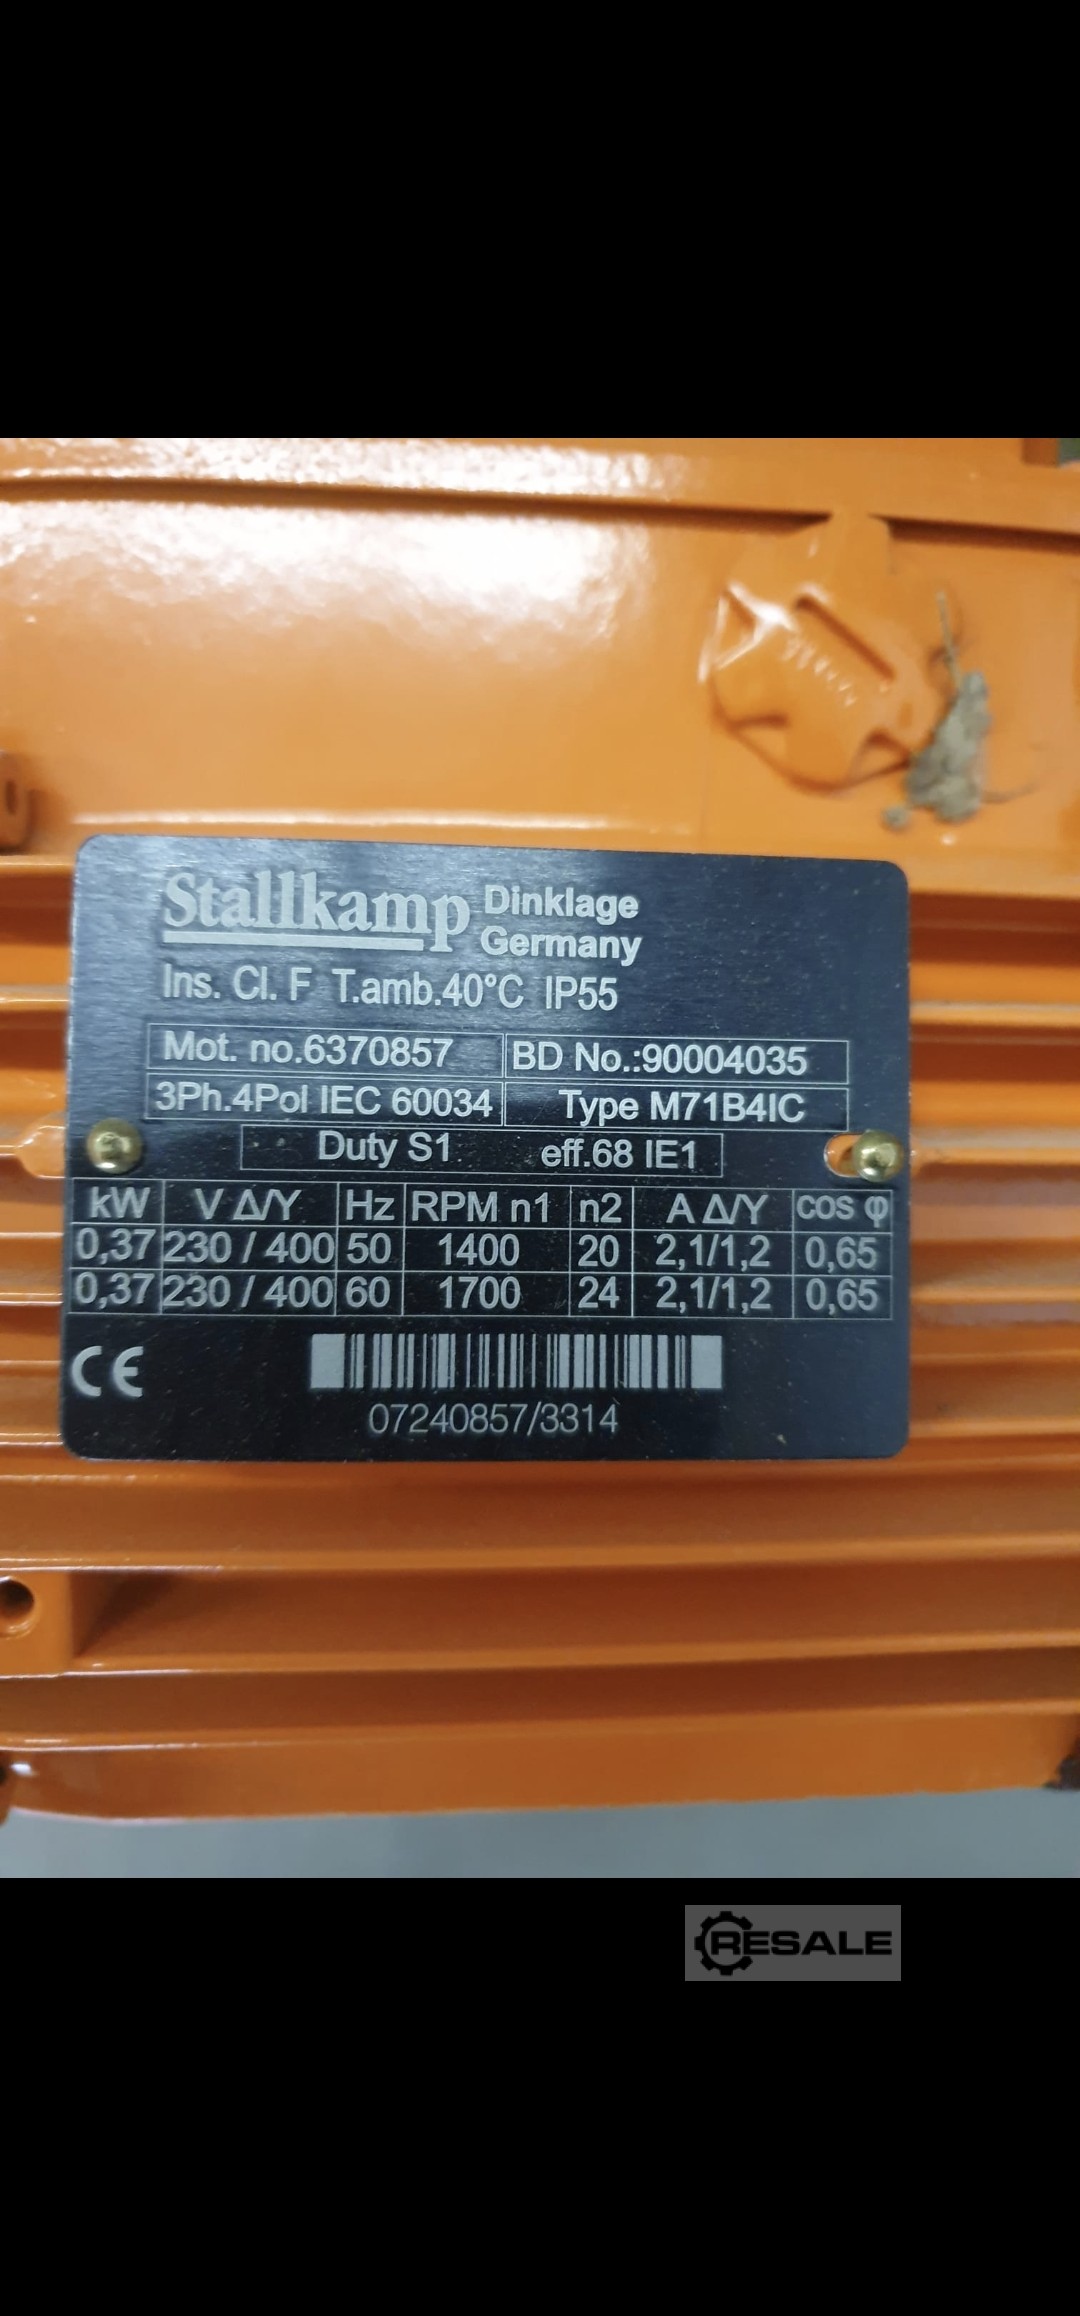 Stallkamp Dinklage
Germany
Ins. Cl. F T.amb.40°C IP55
Mot. no.6370857 BD No.:90004035
3Ph.4Pol IEC 60034 Type M71B4IC
Duty S1 eff.68 IE1
kW V Δ/Y Hz RPM n1 n2 A Δ/Y cos φ
0,37 230 / 400 50 1400 20 2,1/1,2 0,65
0,37 230 / 400 60 1700 24 2,1/1,2 0,65
CE
07240857/3314
RESALE